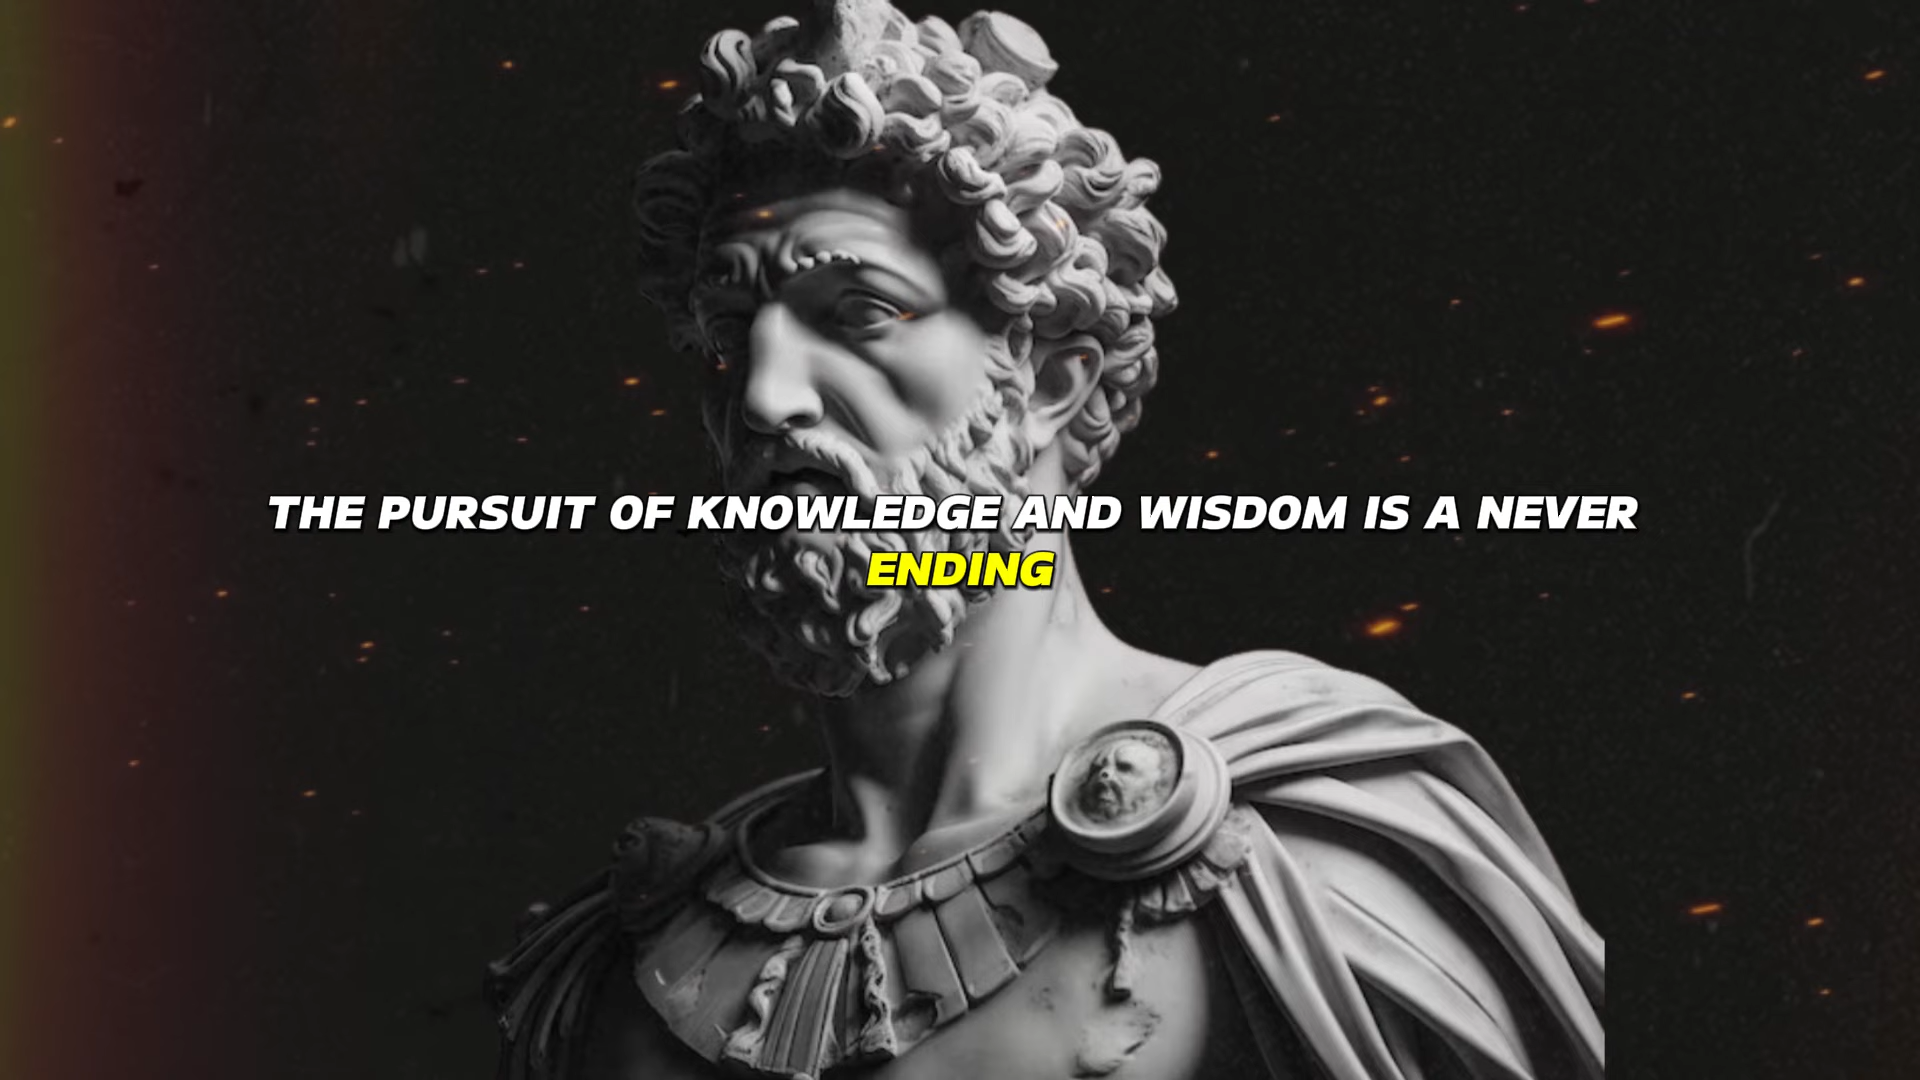 THE PURSUIT OF KNOWLEDGE AND WISDOM IS A NEVER
ENDING